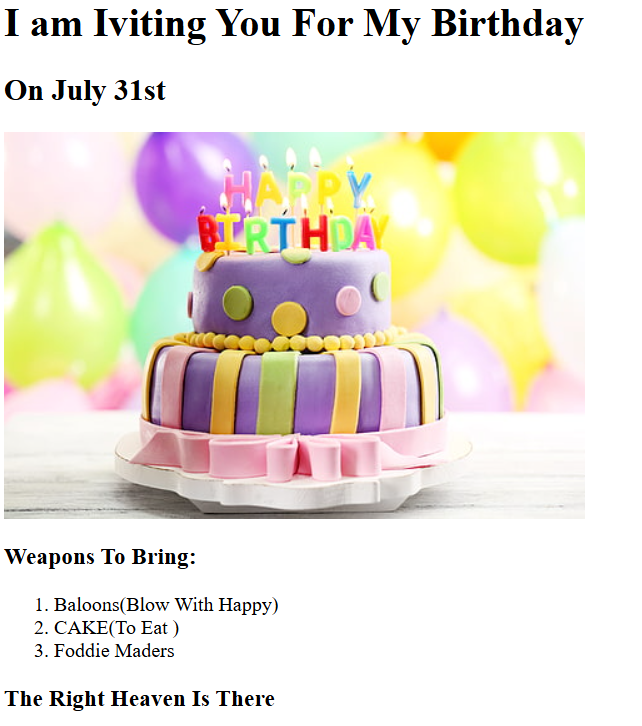 I am Iviting You For My Birthday
On July 31st
HAPPY
BIRTHDAY
Weapons To Bring:
1. Baloons(Blow With Happy)
2. CAKE(To Eat )
3. Foddie Maders
The Right Heaven Is There